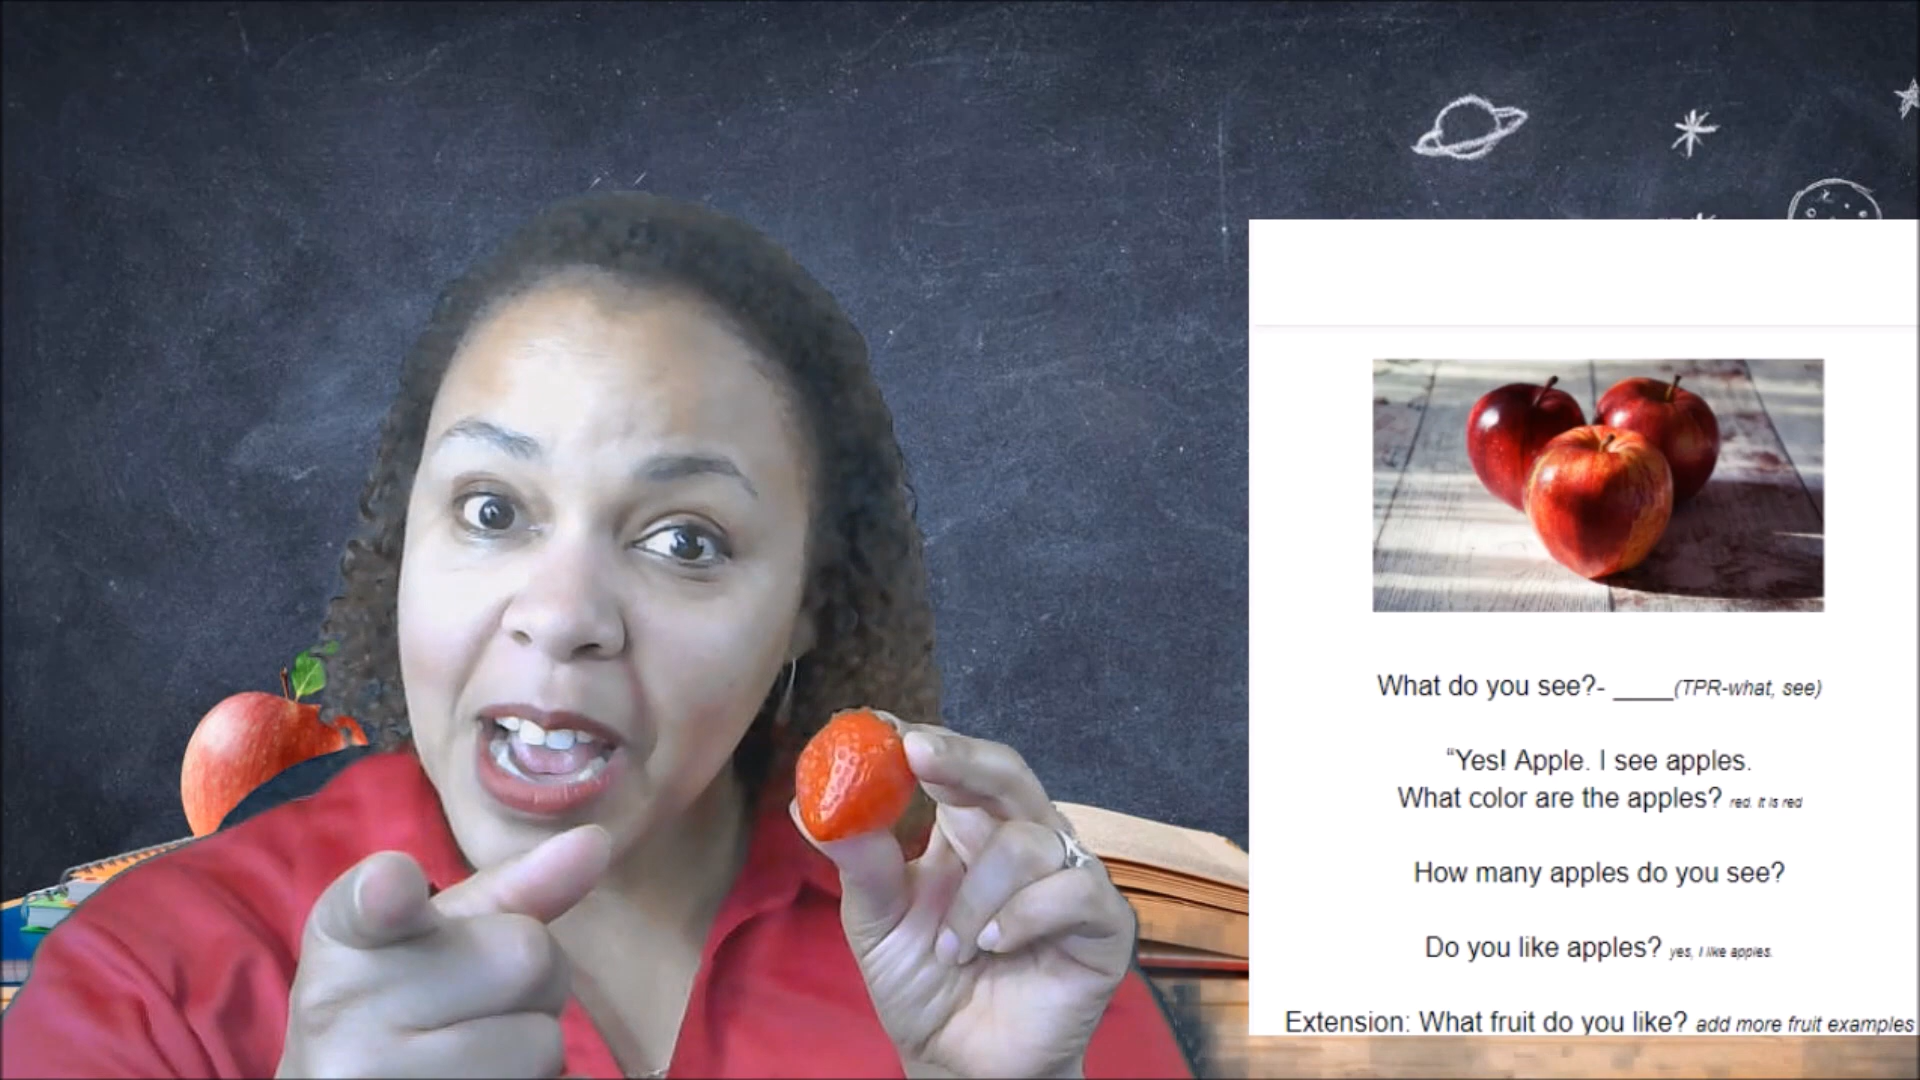 What do you see?- ____(TPR-what, see)
“Yes! Apple. I see apples.
What color are the apples? red. It is red
How many apples do you see?
Do you like apples? yes, I like apples.
Extension: What fruit do you like? add more fruit examples